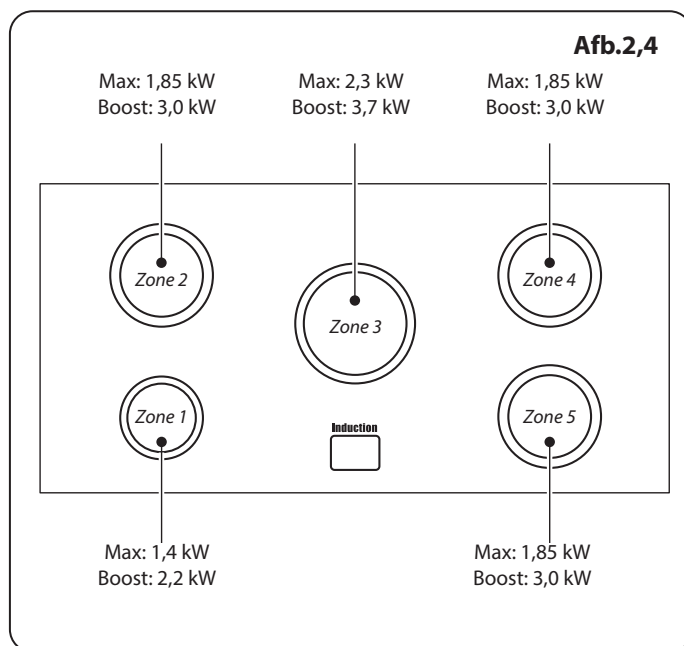 Afb.2,4
Max: 1,85 kW
Boost: 3,0 kW
Max: 2,3 kW
Boost: 3,7 kW
Max: 1,85 kW
Boost: 3,0 kW
Zone 2
Zone 3
Zone 4
Zone 1
Induction
Zone 5
Max: 1,4 kW
Boost: 2,2 kW
Max: 1,85 kW
Boost: 3,0 kW